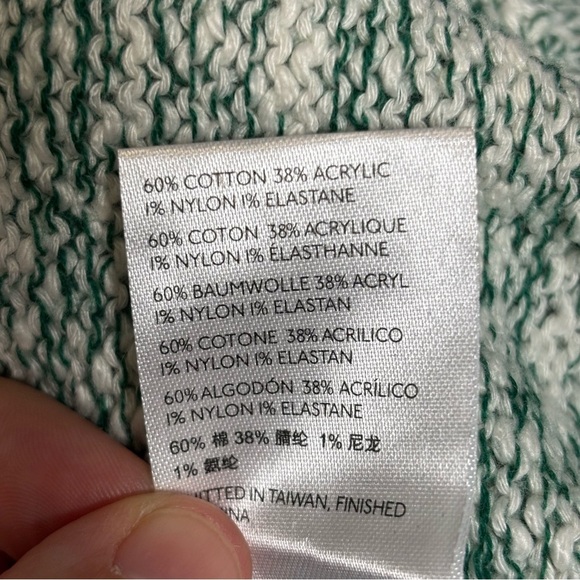 60% COTTON 38% ACRYLIC
1% NYLON 1% ELASTANE
60% COTON 38% ACRYLIQUE
1% NYLON 1% ÉLASTHANNE
60% BAUMWOLLE 38% ACRYL
1% NYLON 1% ELASTAN
60% COTONE 38% ACRILICO
1% NYLON 1% ELASTAN
60% ALGODÓN 38% ACRÍLICO
1% NYLON 1% ELASTANE
60% 棉 38% 腈纶 1% 尼龙
1% 氨纶
IN TAIWAN, FINISHED